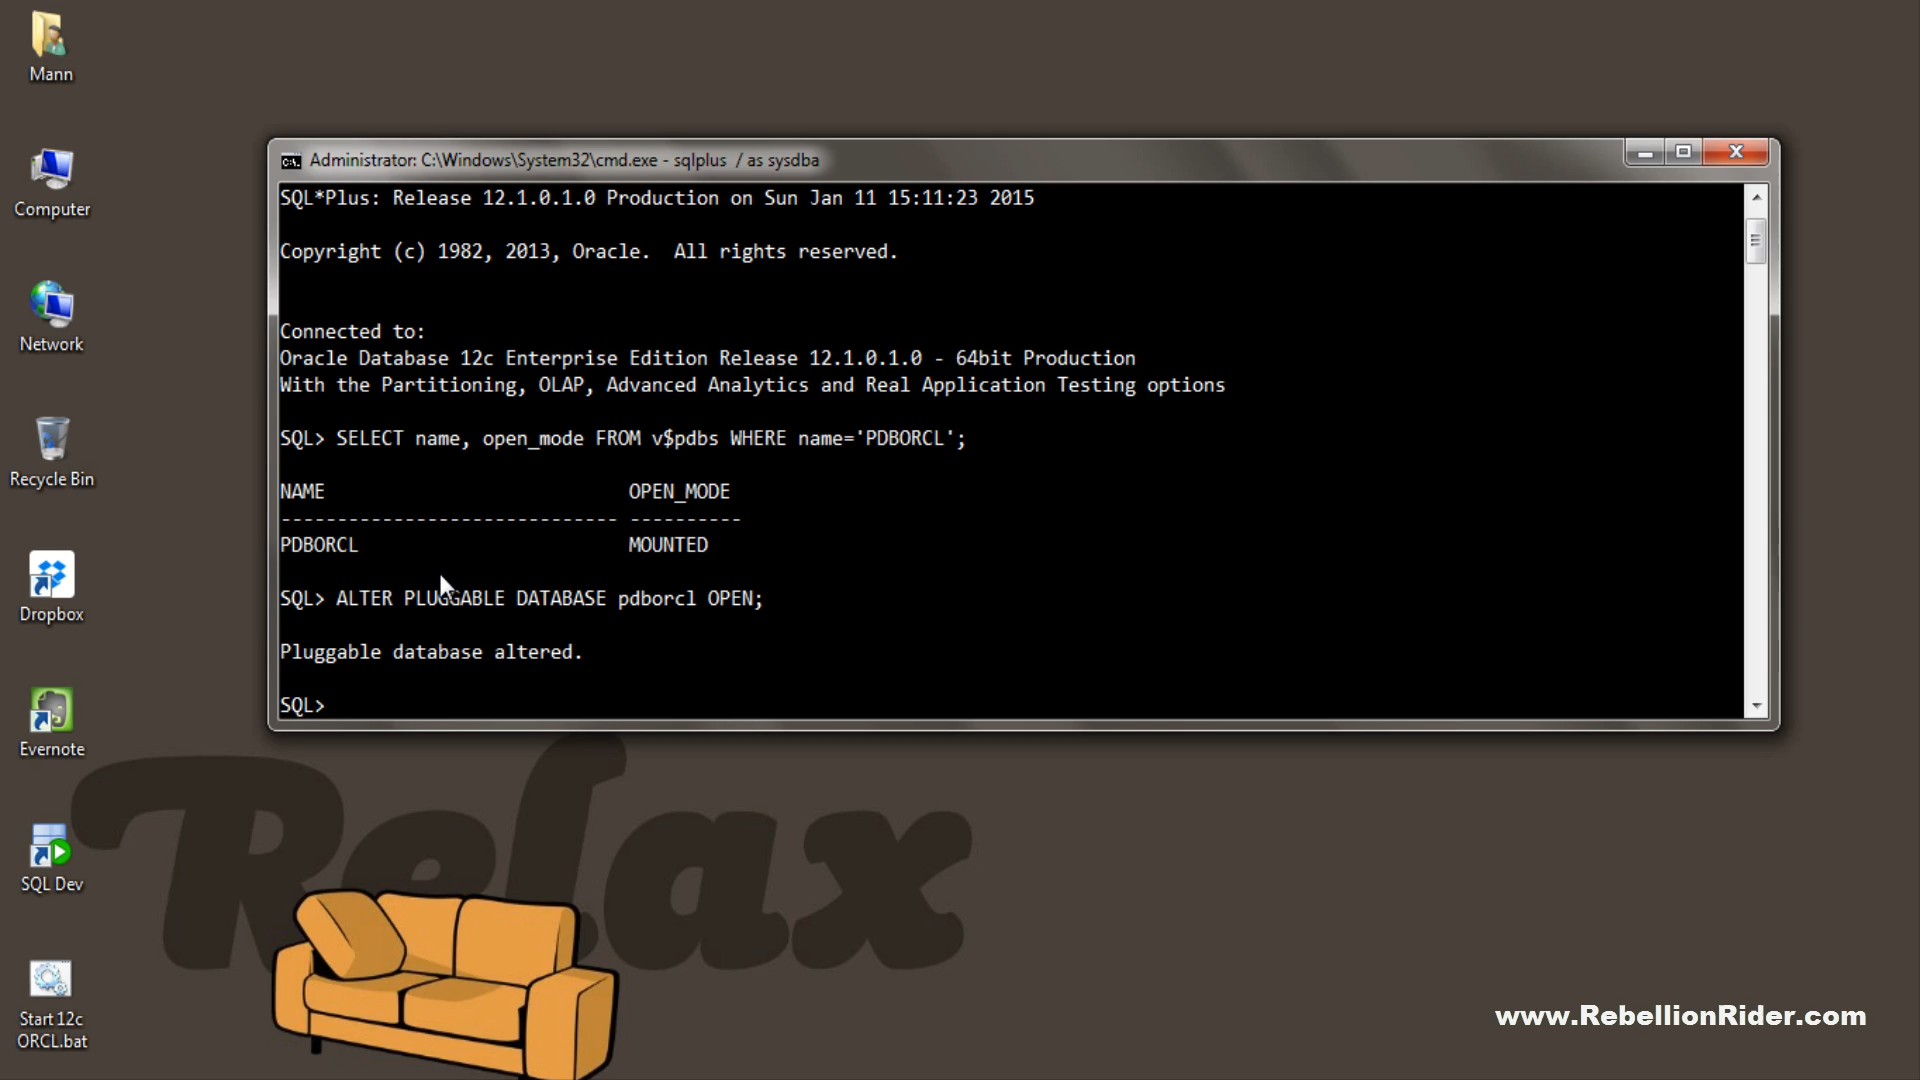 Mann
Computer
Network
Recycle Bin
Dropbox
Evernote
SQL Dev
Start 12c
ORCL.bat
Administrator: C:\Windows\System32\cmd.exe - sqlplus  / as sysdba
SQL*Plus: Release 12.1.0.1.0 Production on Sun Jan 11 15:11:23 2015
Copyright (c) 1982, 2013, Oracle.  All rights reserved.
Connected to:
Oracle Database 12c Enterprise Edition Release 12.1.0.1.0 - 64bit Production
With the Partitioning, OLAP, Advanced Analytics and Real Application Testing options
SQL> SELECT name, open_mode FROM v$pdbs WHERE name='PDBORCL';
NAME                           OPEN_MODE
------------------------------ ----------
PDBORCL                        MOUNTED
SQL> ALTER PLUGGABLE DATABASE pdborcl OPEN;
Pluggable database altered.
SQL>
Relax
www.RebellionRider.com